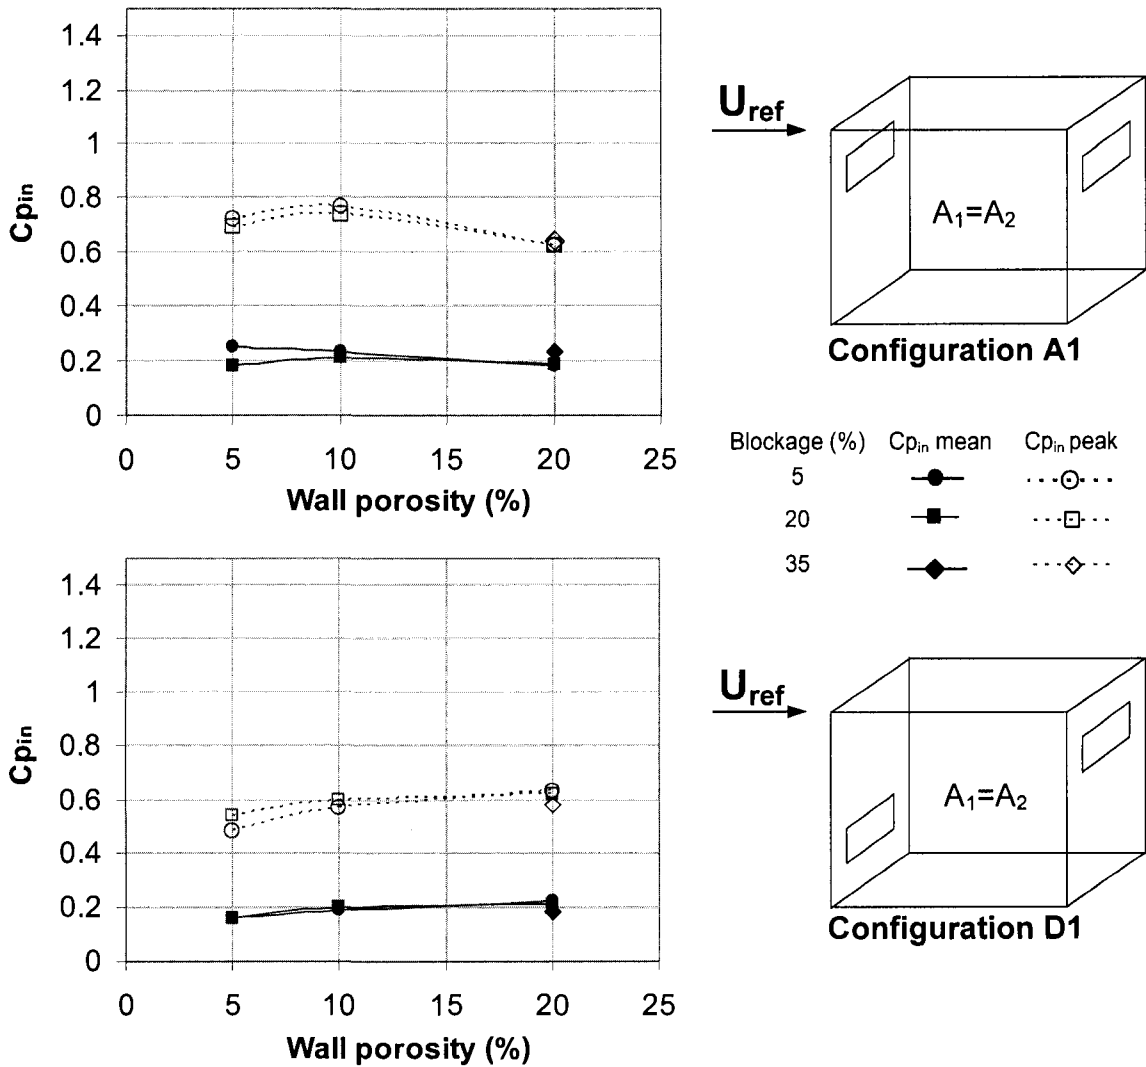 1.4
1.2
1
0.8
0.6
0.4
0.2
0
Cpin
0 5 10 15 20 25
Wall porosity (%)
Uref
A1=A2
Configuration A1
Blockage (%) Cpin mean Cpin peak
5
20
35
1.4
1.2
1
0.8
0.6
0.4
0.2
0
Cpin
0 5 10 15 20 25
Wall porosity (%)
Uref
A1=A2
Configuration D1